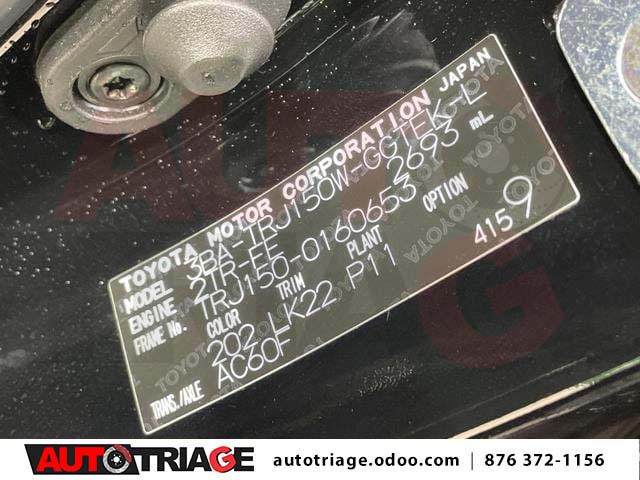 TOYOTA MOTOR CORPORATION JAPAN
MODEL 3BA-TRJ150W-GGTEK-L
ENGINE 2TR-FE 2693 mL
FRAME No. TRJ150-0160653
COLOR TRIM PLANT OPTION
202 LK22 P11 4159
TRANS./AXLE AC60F
AUTOTRIAGE autotriage.odoo.com | 876 372-1156